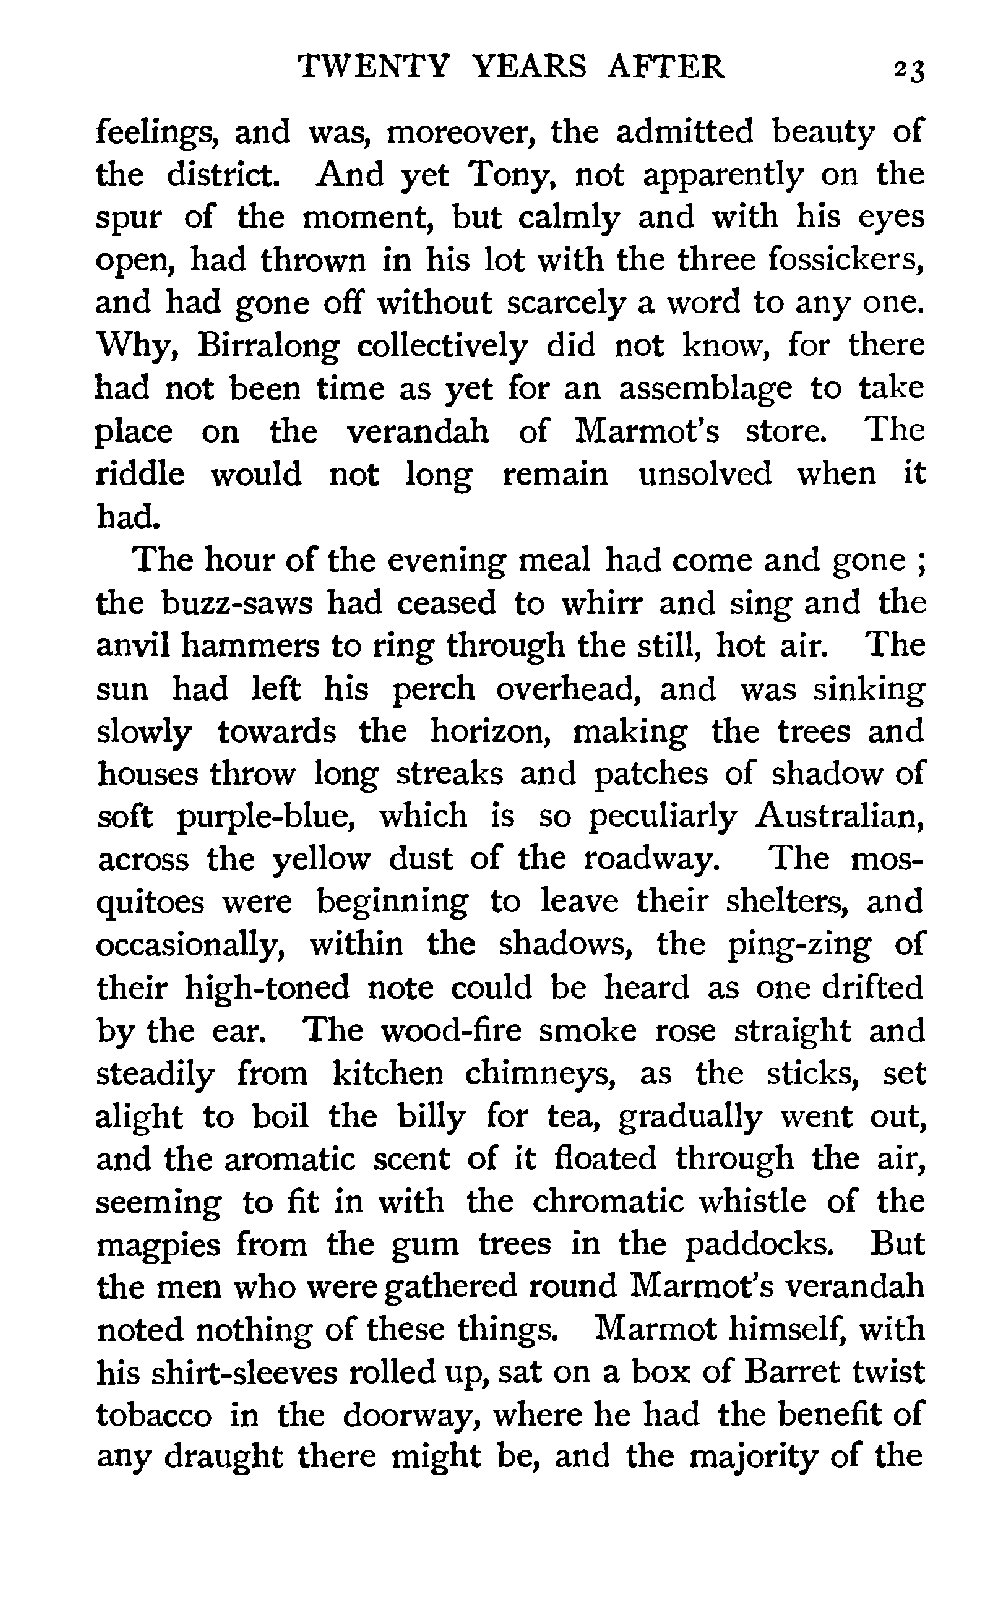 TWENTY YEARS AFTER 23
feelings, and was, moreover, the admitted beauty of
the district. And yet Tony, not apparently on the
spur of the moment, but calmly and with his eyes
open, had thrown in his lot with the three fossickers,
and had gone off without scarcely a word to any one.
Why, Birralong collectively did not know, for there
had not been time as yet for an assemblage to take
place on the verandah of Marmot's store. The
riddle would not long remain unsolved when it
had.
The hour of the evening meal had come and gone ;
the buzz-saws had ceased to whirr and sing and the
anvil hammers to ring through the still, hot air. The
sun had left his perch overhead, and was sinking
slowly towards the horizon, making the trees and
houses throw long streaks and patches of shadow of
soft purple-blue, which is so peculiarly Australian,
across the yellow dust of the roadway. The mos-
quitoes were beginning to leave their shelters, and
occasionally, within the shadows, the ping-zing of
their high-toned note could be heard as one drifted
by the ear. The wood-fire smoke rose straight and
steadily from kitchen chimneys, as the sticks, set
alight to boil the billy for tea, gradually went out,
and the aromatic scent of it floated through the air,
seeming to fit in with the chromatic whistle of the
magpies from the gum trees in the paddocks. But
the men who were gathered round Marmot's verandah
noted nothing of these things. Marmot himself, with
his shirt-sleeves rolled up, sat on a box of Barret twist
tobacco in the doorway, where he had the benefit of
any draught there might be, and the majority of the